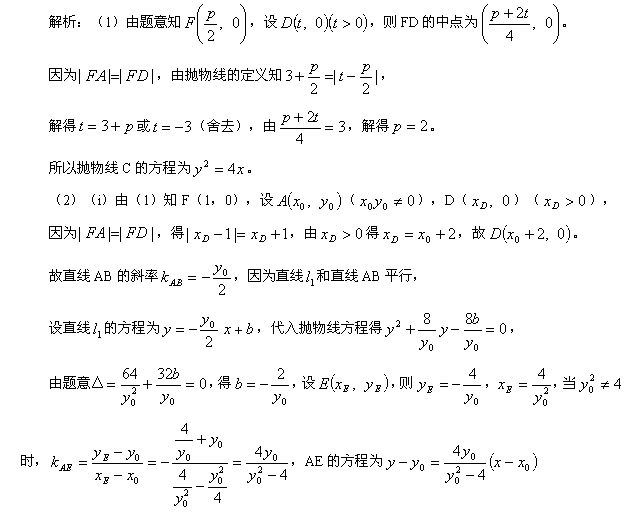 解析：（1）由题意知 F(p/2, 0)，设 D(t, 0)(t>0)，则 FD 的中点为 ((p+2t)/4, 0)。
因为 |FA|=|FD|，由抛物线的定义知 3+p/2=|t-p/2|，
解得 t=3+p 或 t=-3（舍去），由 (p+2t)/4=3，解得 p=2。
所以抛物线 C 的方程为 y²=4x。
（2）（i）由（1）知 F（1，0），设 A(x₀, y₀)（x₀y₀≠0），D（x_D, 0）（x_D>0），
因为 |FA|=|FD|，得 |x_D-1|=x_D+1，由 x_D>0 得 x_D=x₀+2，故 D(x₀+2, 0)。
故直线 AB 的斜率 k_AB=-y₀/2，因为直线 l₁ 和直线 AB 平行，
设直线 l₁ 的方程为 y=-(y₀/2)x+b，代入抛物线方程得 y²+(8/y₀)y-8b/y₀=0，
由题意 △=64/y₀²+32b/y₀=0，得 b=-2/y₀，设 E(x_E, y_E)，则 y_E=-4/y₀，x_E=4/y₀²，当 y₀²≠4
时，k_AE=(y_E-y₀)/(x_E-x₀)=-(4/y₀+y₀)/(4/y₀²-y₀²/4)=4y₀/(y₀²-4)，AE 的方程为 y-y₀=4y₀/(y₀²-4)(x-x₀)